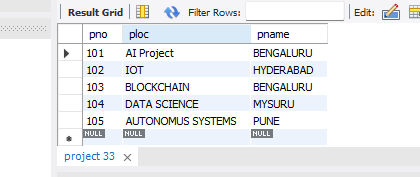 Result Grid Filter Rows: Edit:
pno ploc pname
101 AI Project BENGALURU
102 IOT HYDERABAD
103 BLOCKCHAIN BENGALURU
104 DATA SCIENCE MYSURU
105 AUTONOMUS SYSTEMS PUNE
NULL NULL NULL
project 33